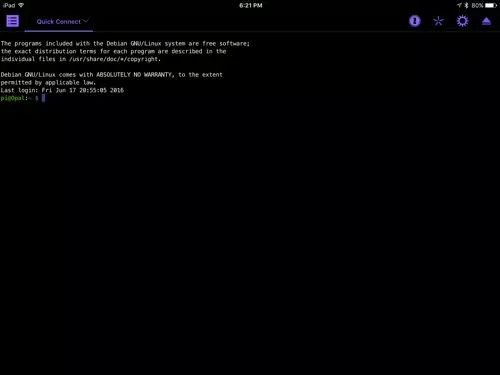 iPad 6:21 PM 80%
Quick Connect
The programs included with the Debian GNU/Linux system are free software;
the exact distribution terms for each program are described in the
individual files in /usr/share/doc/*/copyright.
Debian GNU/Linux comes with ABSOLUTELY NO WARRANTY, to the extent
permitted by applicable law.
Last login: Fri Jun 17 20:55:05 2016
pi@Opal:~ $